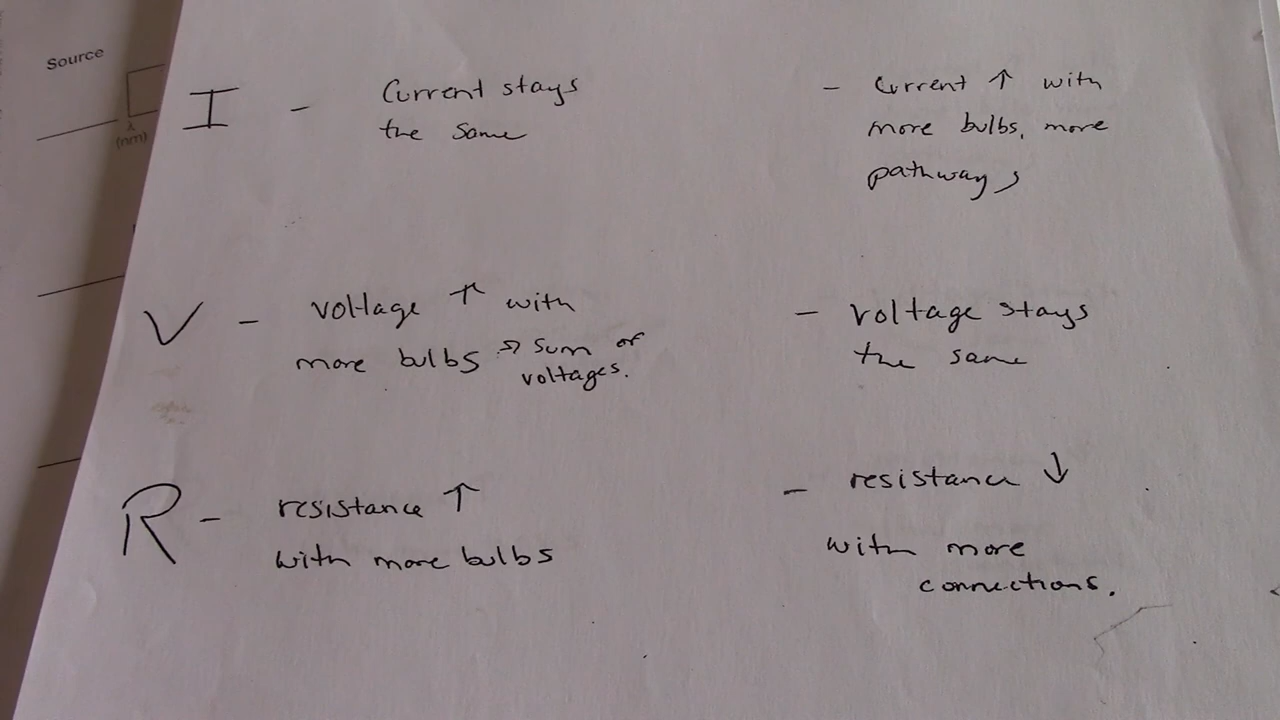 Source
λ
(nm)
I - Current stays
the same
- Current ↑ with
more bulbs, more
pathways
V - Voltage ↑ with
more bulbs → sum of
voltages.
- Voltage stays
the same
R - resistance ↑
with more bulbs
- resistance ↓
with more
connections.